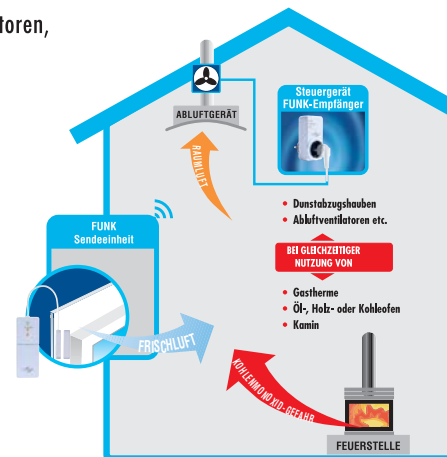 toren,
ABLUFTGERÄT
Steuergerät
FUNK-Empfänger
RAUMLUFT
• Dunstabzugshauben
• Abluftventilatoren etc.
FUNK
Sendeeinheit
BEI GLEICHZEITIGER
NUTZUNG VON
• Gastherme
• Öl-, Holz- oder Kohleofen
• Kamin
FRISCHLUFT
KOHLENMONOXID-GEFAHR
FEUERSTELLE